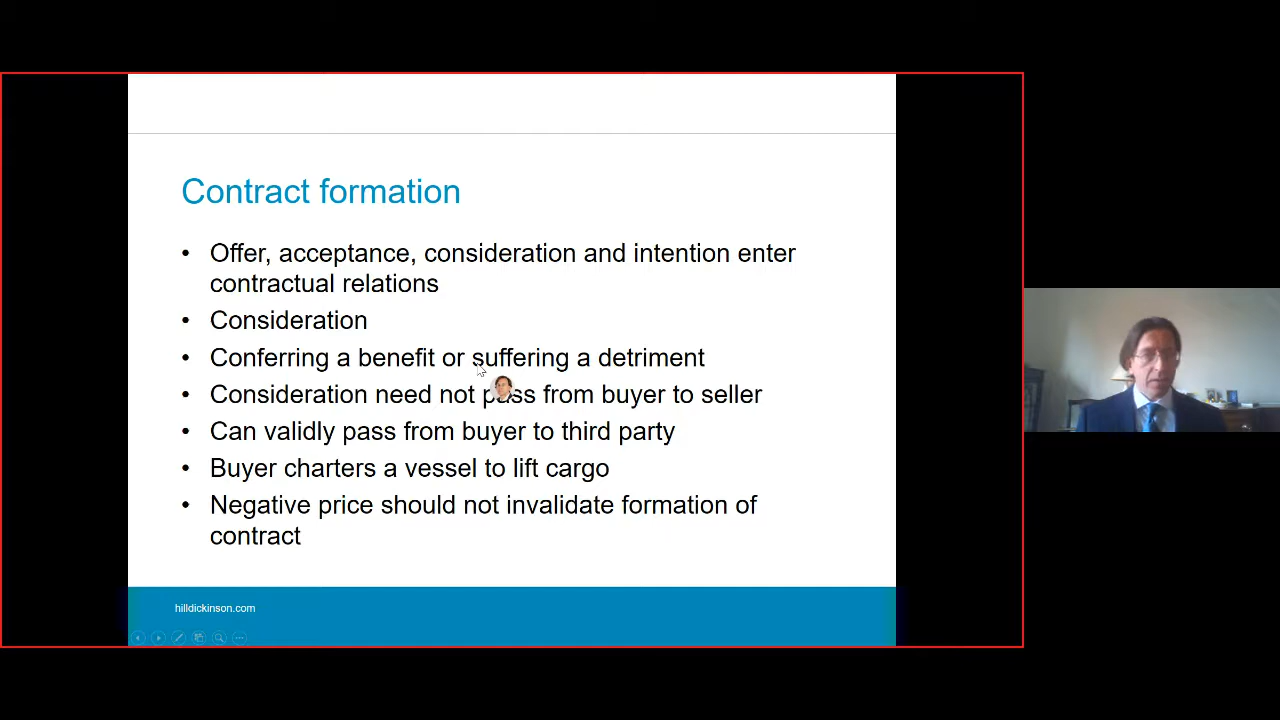 Contract formation
• Offer, acceptance, consideration and intention enter
contractual relations
• Consideration
• Conferring a benefit or suffering a detriment
• Consideration need not pass from buyer to seller
• Can validly pass from buyer to third party
• Buyer charters a vessel to lift cargo
• Negative price should not invalidate formation of
contract
hilldickinson.com